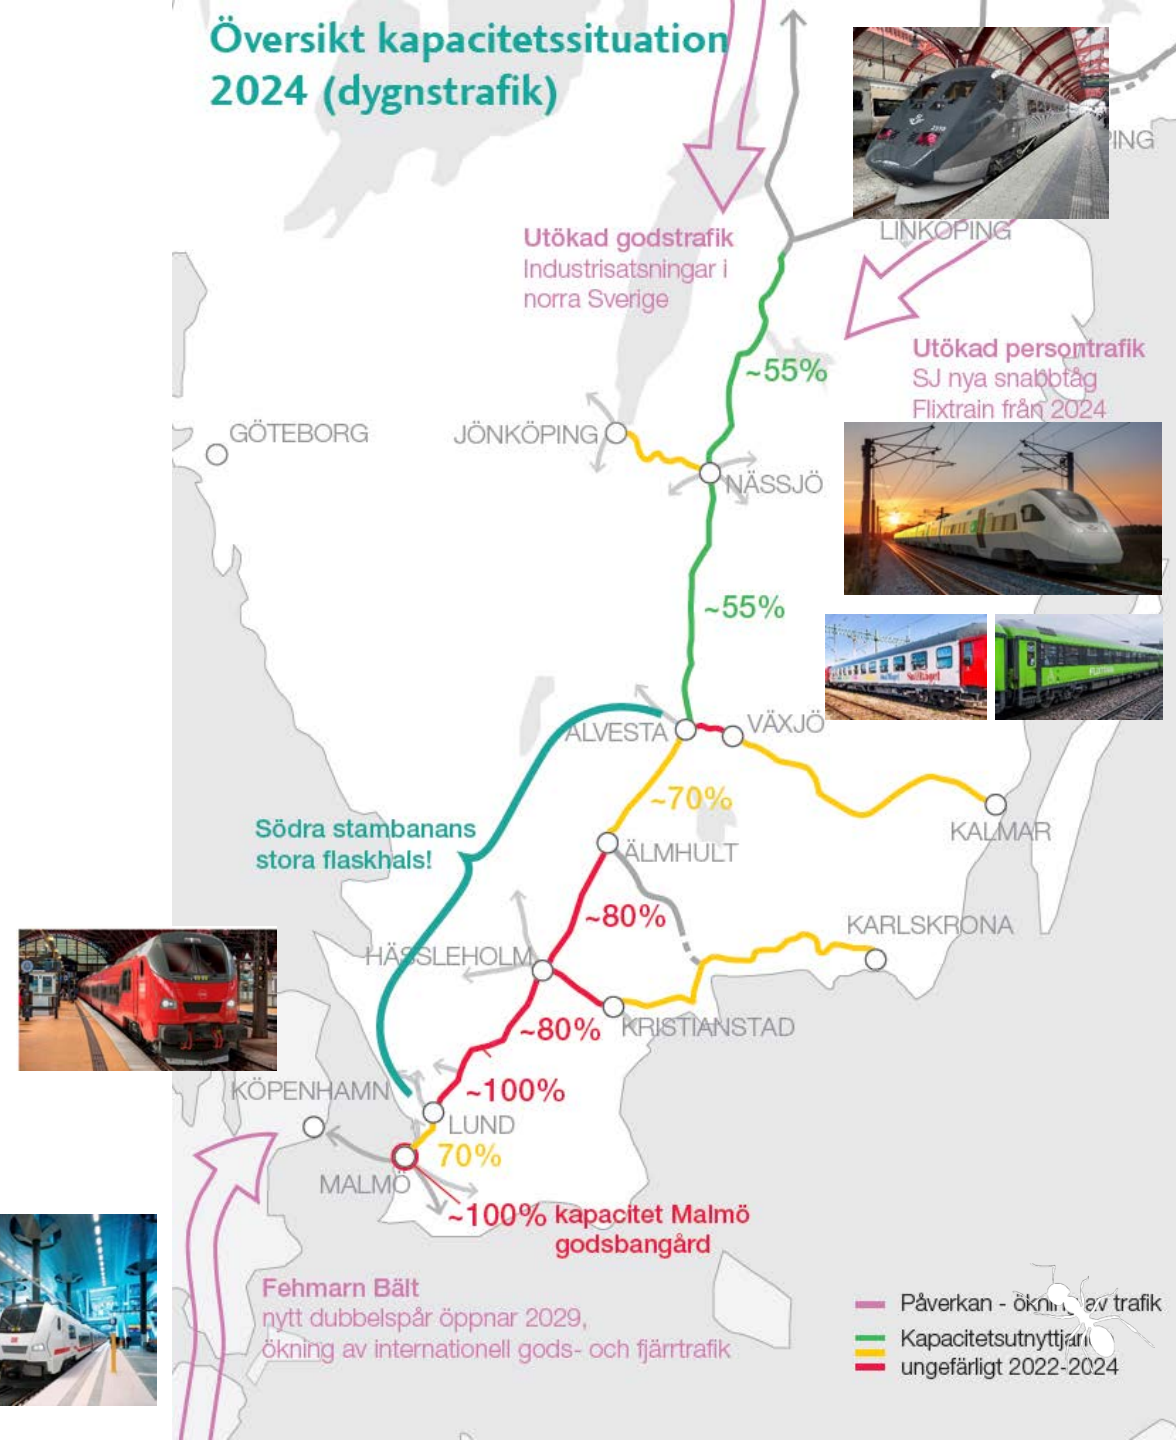 Översikt kapacitetssituation
2024 (dygnstrafik)
LINKÖPING
Utökad godstrafik
Industrisatsningar i
norra Sverige
Utökad persontrafik
SJ nya snabbtåg
Flixtrain från 2024
~55%
GÖTEBORG
JÖNKÖPING
NÄSSJÖ
~55%
ALVESTA
VÄXJÖ
~70%
KALMAR
Södra stambanans
stora flaskhals!
ÄLMHULT
~80%
KARLSKRONA
HÄSSLEHOLM
~80%
KRISTIANSTAD
~100%
KÖPENHAMN
LUND
70%
MALMÖ
~100% kapacitet Malmö
godsbangård
Fehmarn Bält
nytt dubbelspår öppnar 2029,
ökning av internationell gods- och fjärrtrafik
Påverkan - ökning av trafik
Kapacitetsutnyttjande
ungefärligt 2022-2024